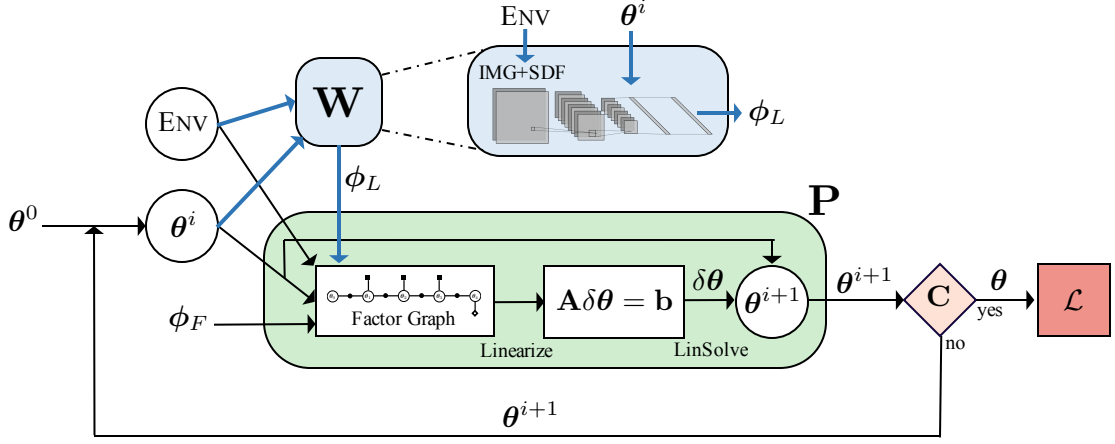 ENV
θ^i
IMG+SDF
W
ϕ_L
ENV
ϕ_L
P
θ^0
θ^i
θ^{i+1}
θ
Aδθ = b
δθ
θ^{i+1}
C
yes
L
ϕ_F
Factor Graph
Linearize
LinSolve
no
θ^{i+1}